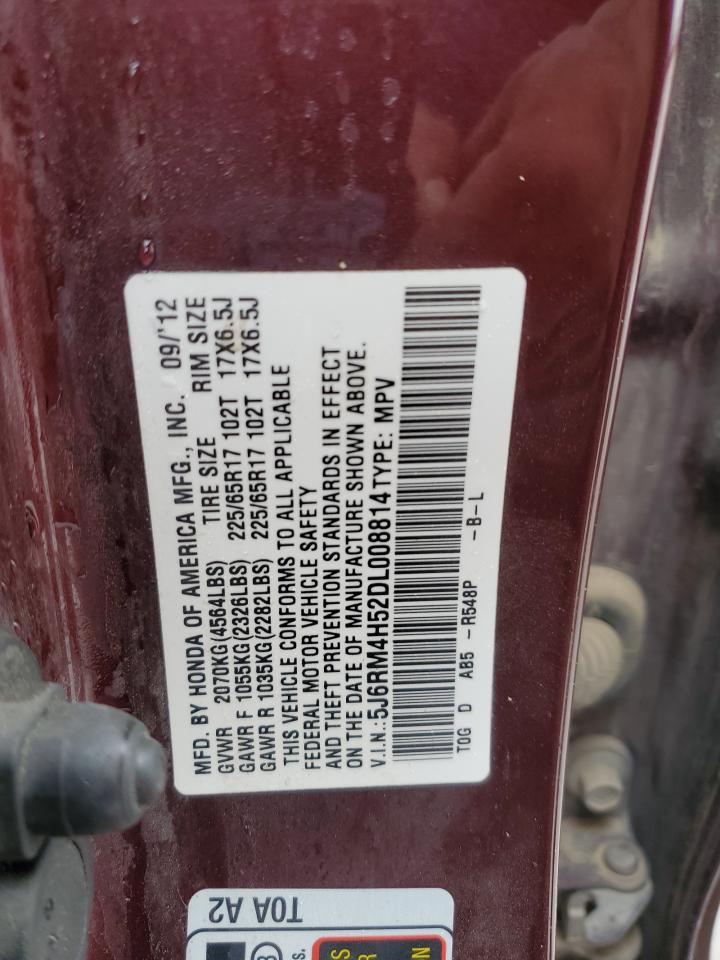 MFD. BY HONDA OF AMERICA MFG., INC. 09/'12
GVWR 2070KG(4564LBS) TIRE SIZE RIM SIZE
GAWR F 1055KG(2326LBS) 225/65R17 102T 17X6.5J
GAWR R 1035KG(2282LBS) 225/65R17 102T 17X6.5J
THIS VEHICLE CONFORMS TO ALL APPLICABLE
FEDERAL MOTOR VEHICLE SAFETY
AND THEFT PREVENTION STANDARDS IN EFFECT
ON THE DATE OF MANUFACTURE SHOWN ABOVE.
V.I.N.:5J6RM4H52DL008814 TYPE: MPV
T0G D AB5 -R548P -B-L
T0A A2